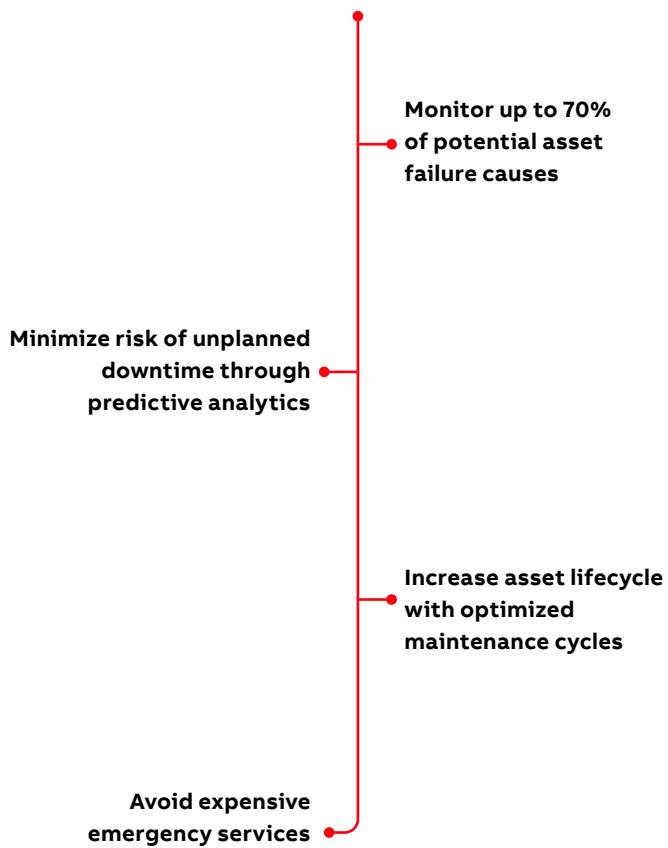 Monitor up to 70%
of potential asset
failure causes
Minimize risk of unplanned
downtime through
predictive analytics
Increase asset lifecycle
with optimized
maintenance cycles
Avoid expensive
emergency services